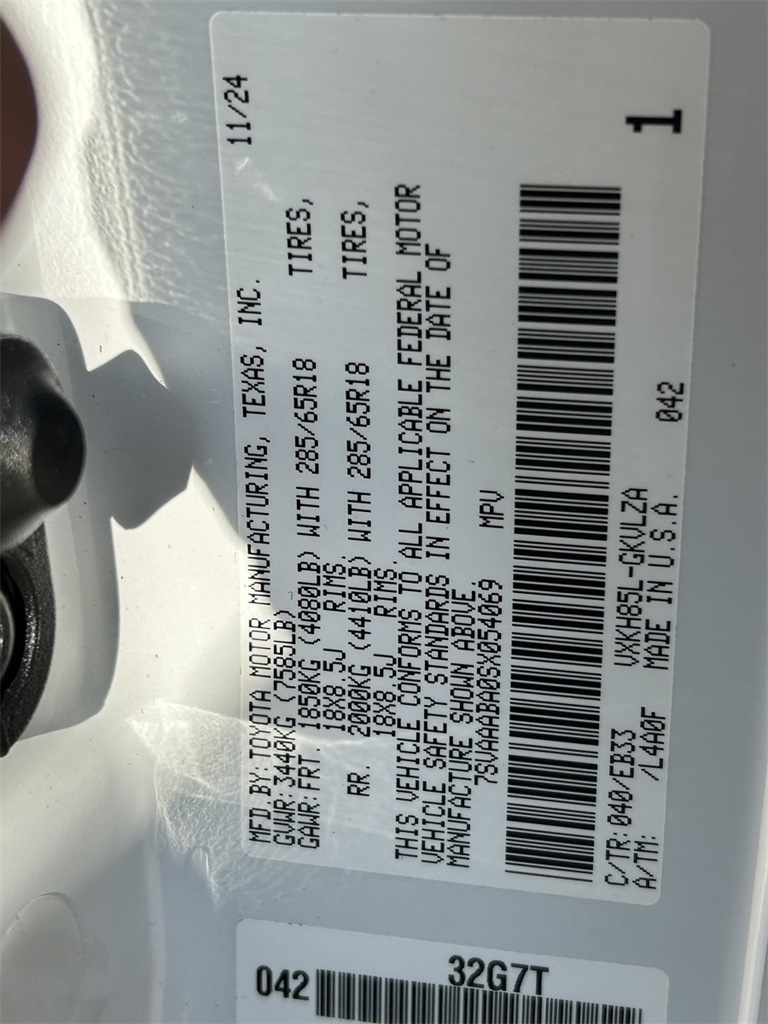 11/24
MFD.BY:TOYOTA MOTOR MANUFACTURING, TEXAS, INC.
GVWR:3440KG (7585LB)
GAWR:FRT. 1850KG (4080LB) WITH 285/65R18 TIRES,
18X8.5J RIMS,
RR. 2000KG (4410LB) WITH 285/65R18 TIRES,
18X8.5J RIMS.
THIS VEHICLE CONFORMS TO ALL APPLICABLE FEDERAL MOTOR
VEHICLE SAFETY STANDARDS IN EFFECT ON THE DATE OF
MANUFACTURE SHOWN ABOVE.
7SVAAABA0SX054069 MPV
C/TR:040/EB33 VXKH85L-GKVLZA
A/TM: /L4A0F MADE IN U.S.A. 042
1
32G7T
042